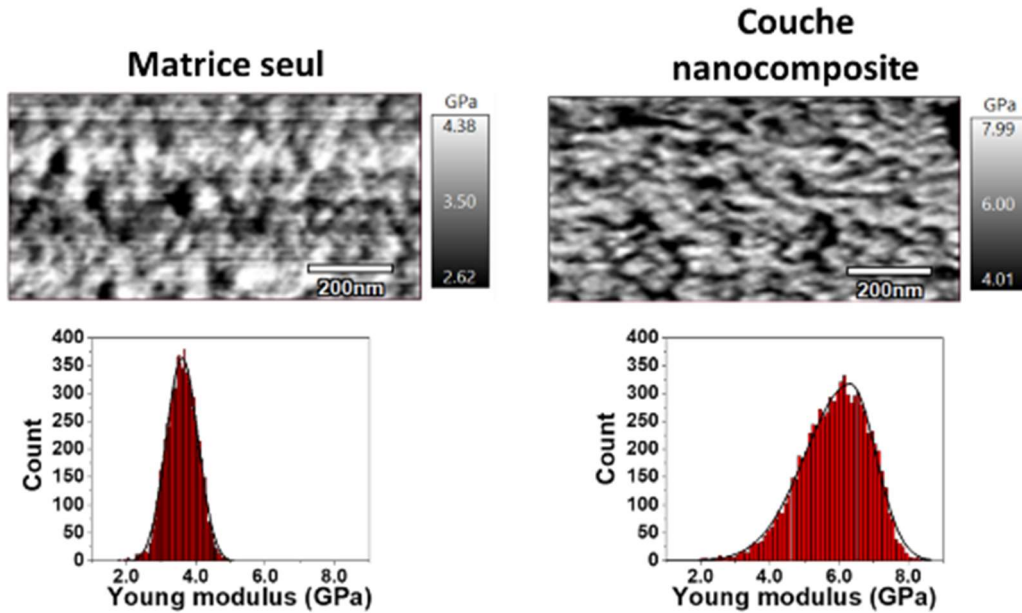 Matrice seul
GPa
4.38
3.50
2.62
200nm
Couche
nanocomposite
GPa
7.99
6.00
4.01
200nm
400
350
300
250
200
150
100
50
0
Count
2.0 4.0 6.0 8.0
Young modulus (GPa)
400
350
300
250
200
150
100
50
0
Count
2.0 4.0 6.0 8.0
Young modulus (GPa)